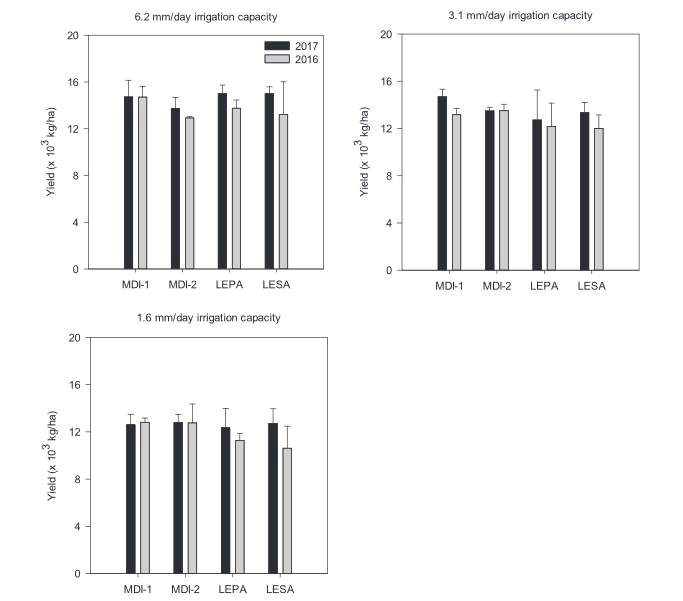 6.2 mm/day irrigation capacity
20
16
12
8
4
0
Yield (x 10³ kg/ha)
2017
2016
MDI-1 MDI-2 LEPA LESA
3.1 mm/day irrigation capacity
20
16
12
8
4
0
Yield (x 10³ kg/ha)
MDI-1 MDI-2 LEPA LESA
1.6 mm/day irrigation capacity
20
16
12
8
4
0
Yield (x 10³ kg/ha)
MDI-1 MDI-2 LEPA LESA